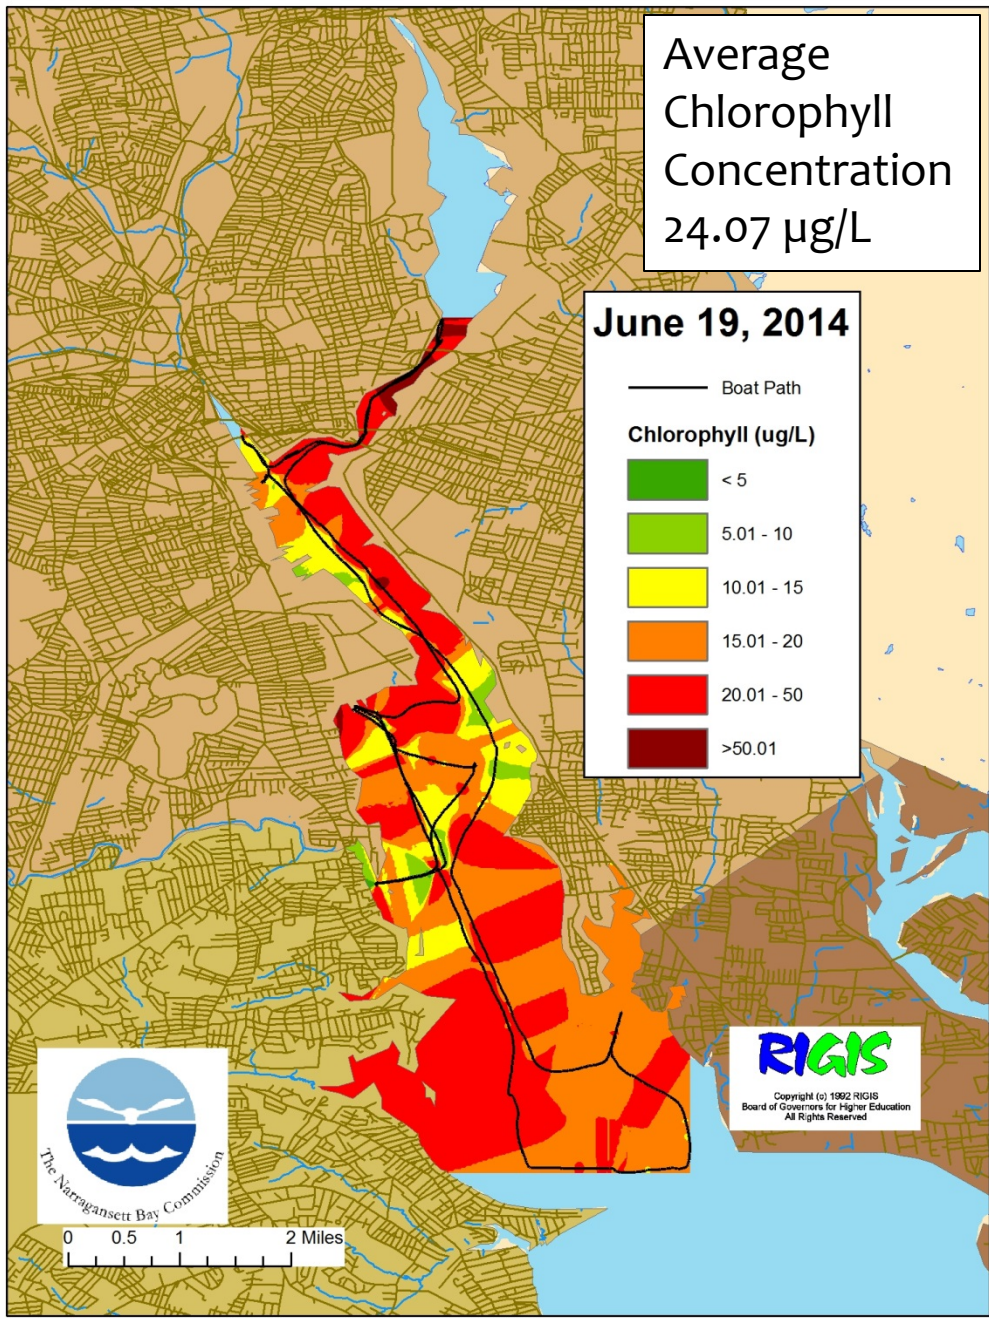 Average
Chlorophyll
Concentration
24.07 µg/L
June 19, 2014
Boat Path
Chlorophyll (ug/L)
< 5
5.01 - 10
10.01 - 15
15.01 - 20
20.01 - 50
>50.01
RIGIS
Copyright (c) 1992 RIGIS
Board of Governors for Higher Education
All Rights Reserved
The Narragansett Bay Commission
0 0.5 1 2 Miles